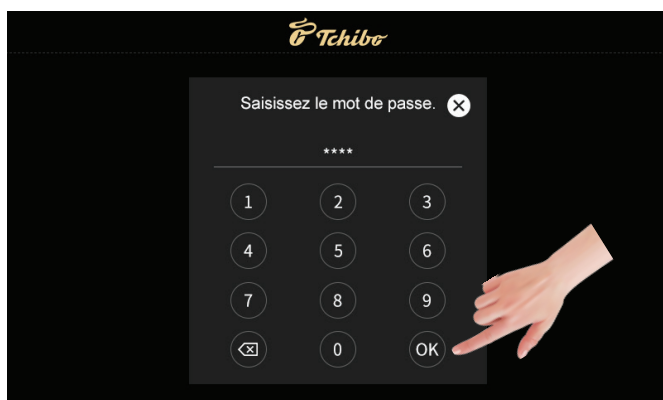 Tchibo
Saisissez le mot de passe.
****
1 2 3
4 5 6
7 8 9
0 OK